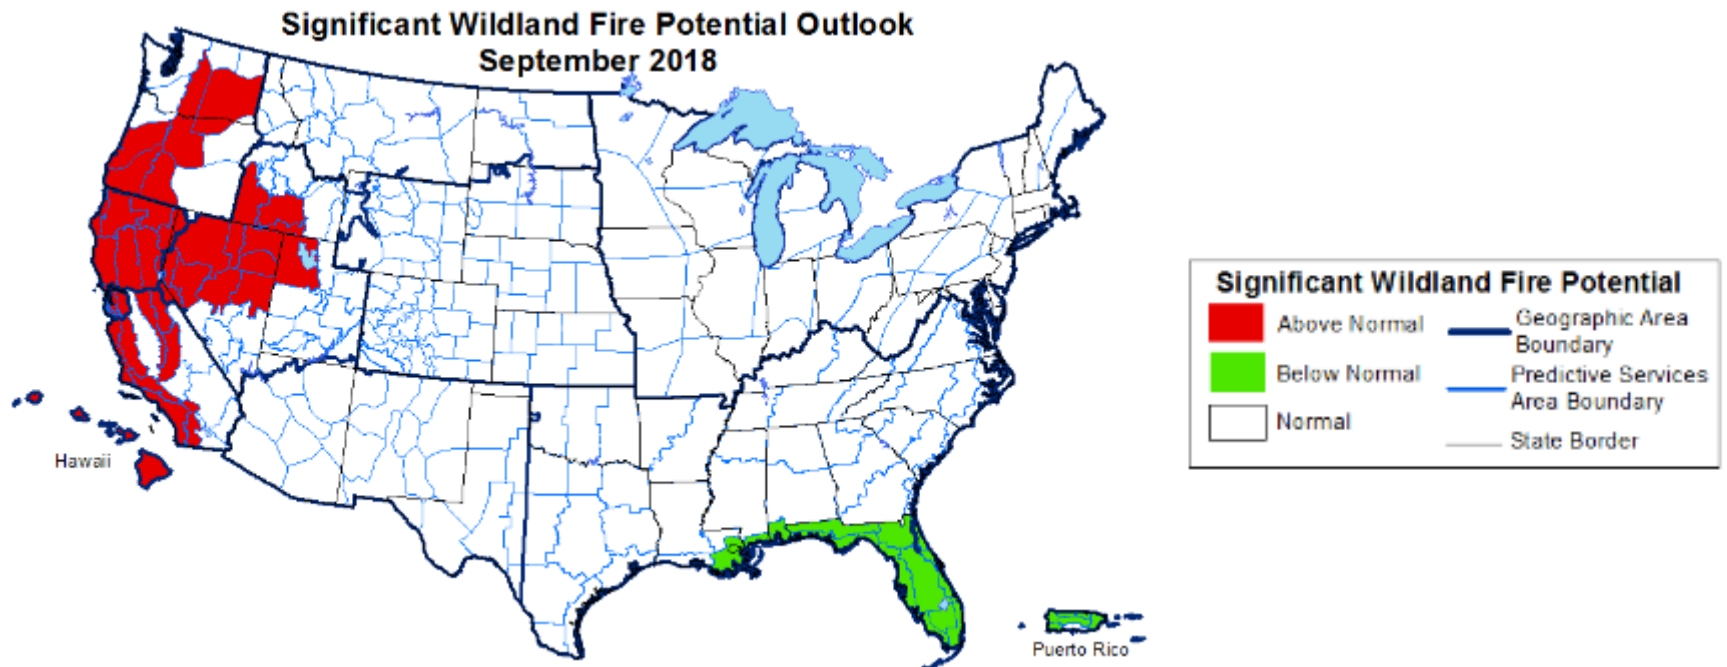 Significant Wildland Fire Potential Outlook
September 2018
Hawaii
Puerto Rico
Significant Wildland Fire Potential
Above Normal
Below Normal
Normal
Geographic Area
Boundary
Predictive Services
Area Boundary
State Border